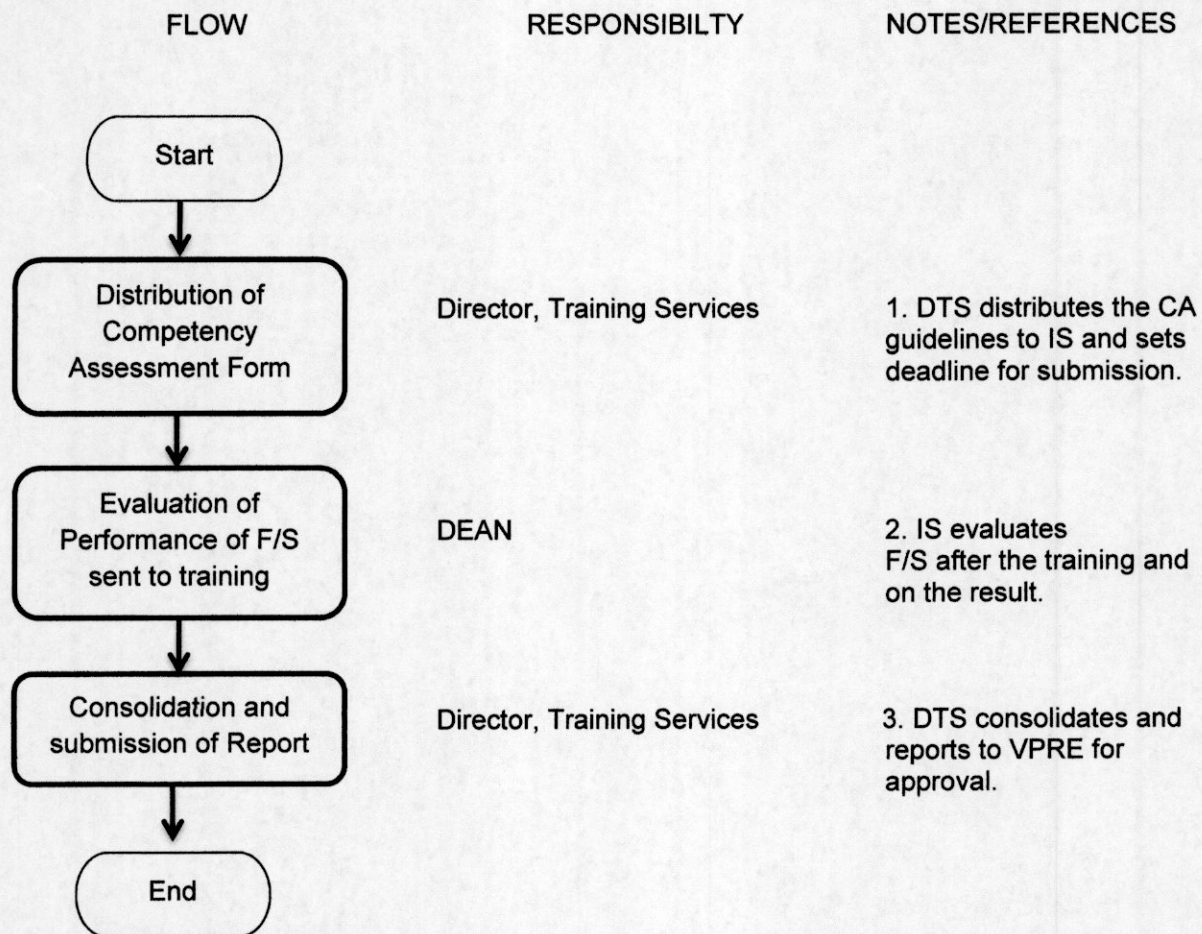 FLOW
RESPONSIBILTY
NOTES/REFERENCES
Start
Distribution of
Competency
Assessment Form
Director, Training Services
1. DTS distributes the CA
guidelines to IS and sets
deadline for submission.
Evaluation of
Performance of F/S
sent to training
DEAN
2. IS evaluates
F/S after the training and
on the result.
Consolidation and
submission of Report
Director, Training Services
3. DTS consolidates and
reports to VPRE for
approval.
End